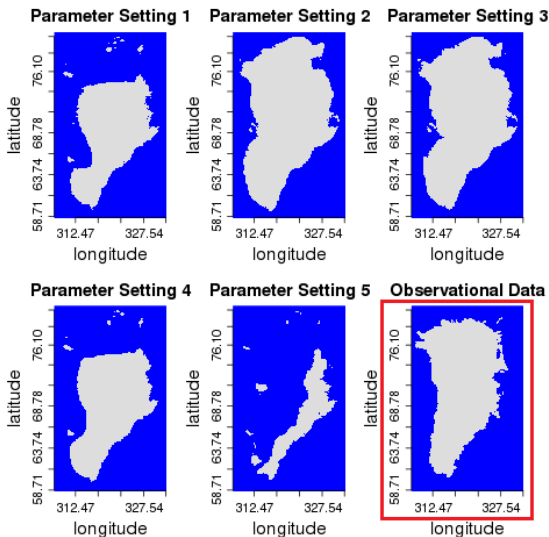 Parameter Setting 1
latitude
76.10
68.78
63.74
58.71
312.47 327.54
longitude
Parameter Setting 2
latitude
76.10
68.78
63.74
58.71
312.47 327.54
longitude
Parameter Setting 3
latitude
76.10
68.78
63.74
58.71
312.47 327.54
longitude
Parameter Setting 4
latitude
76.10
68.78
63.74
58.71
312.47 327.54
longitude
Parameter Setting 5
latitude
76.10
68.78
63.74
58.71
312.47 327.54
longitude
Observational Data
latitude
76.10
68.78
63.74
58.71
312.47 327.54
longitude